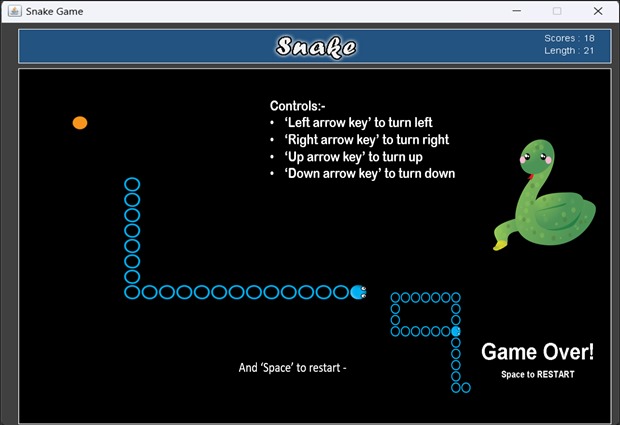 Snake Game
Snake
Scores : 18
Length : 21
Controls:-
• ‘Left arrow key’ to turn left
• ‘Right arrow key’ to turn right
• ‘Up arrow key’ to turn up
• ‘Down arrow key’ to turn down
And ‘Space’ to restart -
Game Over!
Space to RESTART